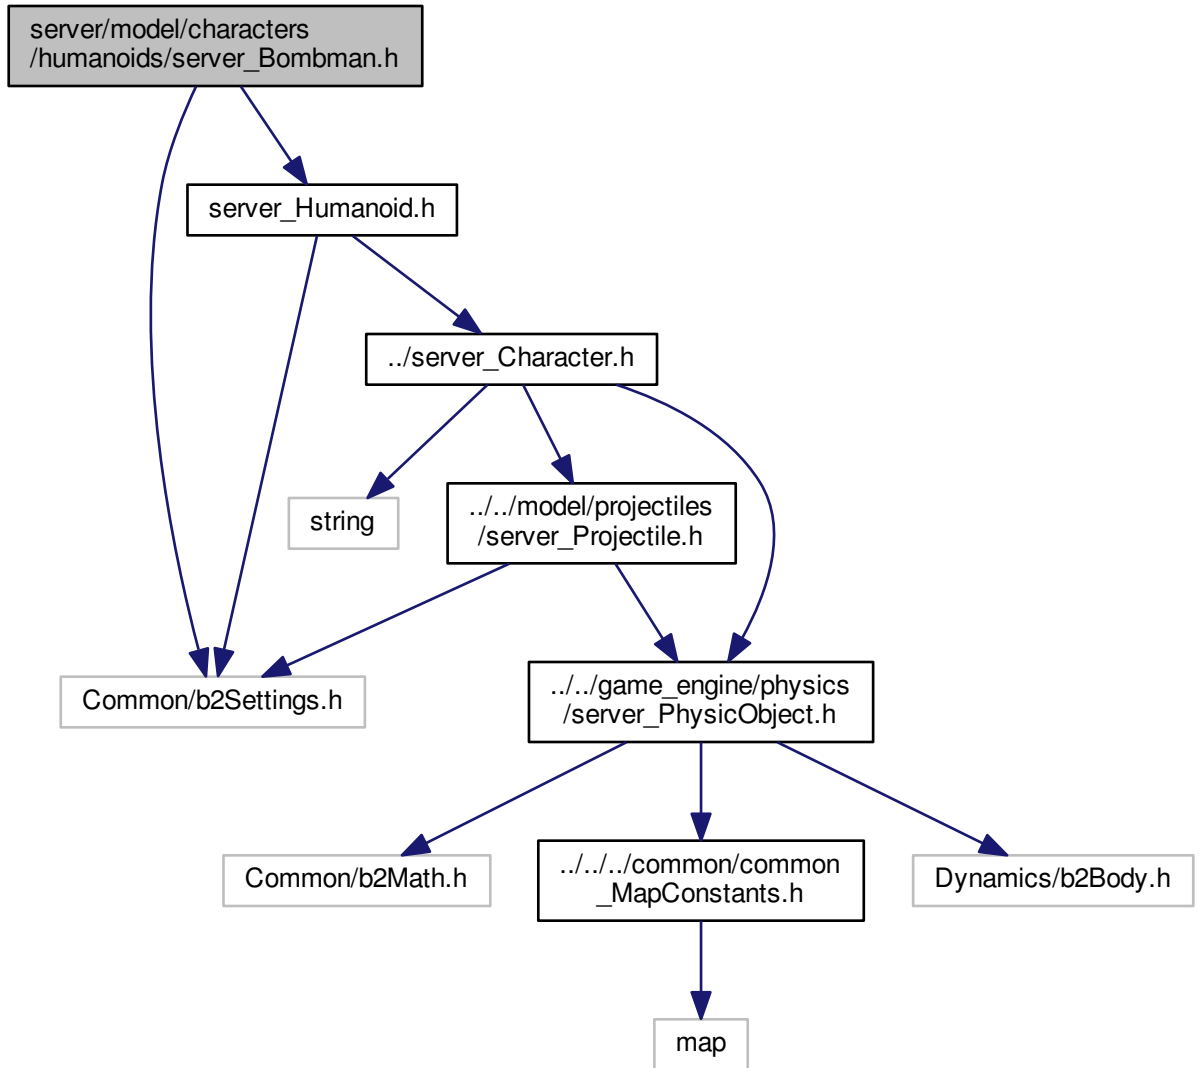 server/model/characters
/humanoids/server_Bombman.h
server_Humanoid.h
../server_Character.h
string
../../model/projectiles
/server_Projectile.h
Common/b2Settings.h
../../game_engine/physics
/server_PhysicObject.h
Common/b2Math.h
../../../common/common
_MapConstants.h
Dynamics/b2Body.h
map